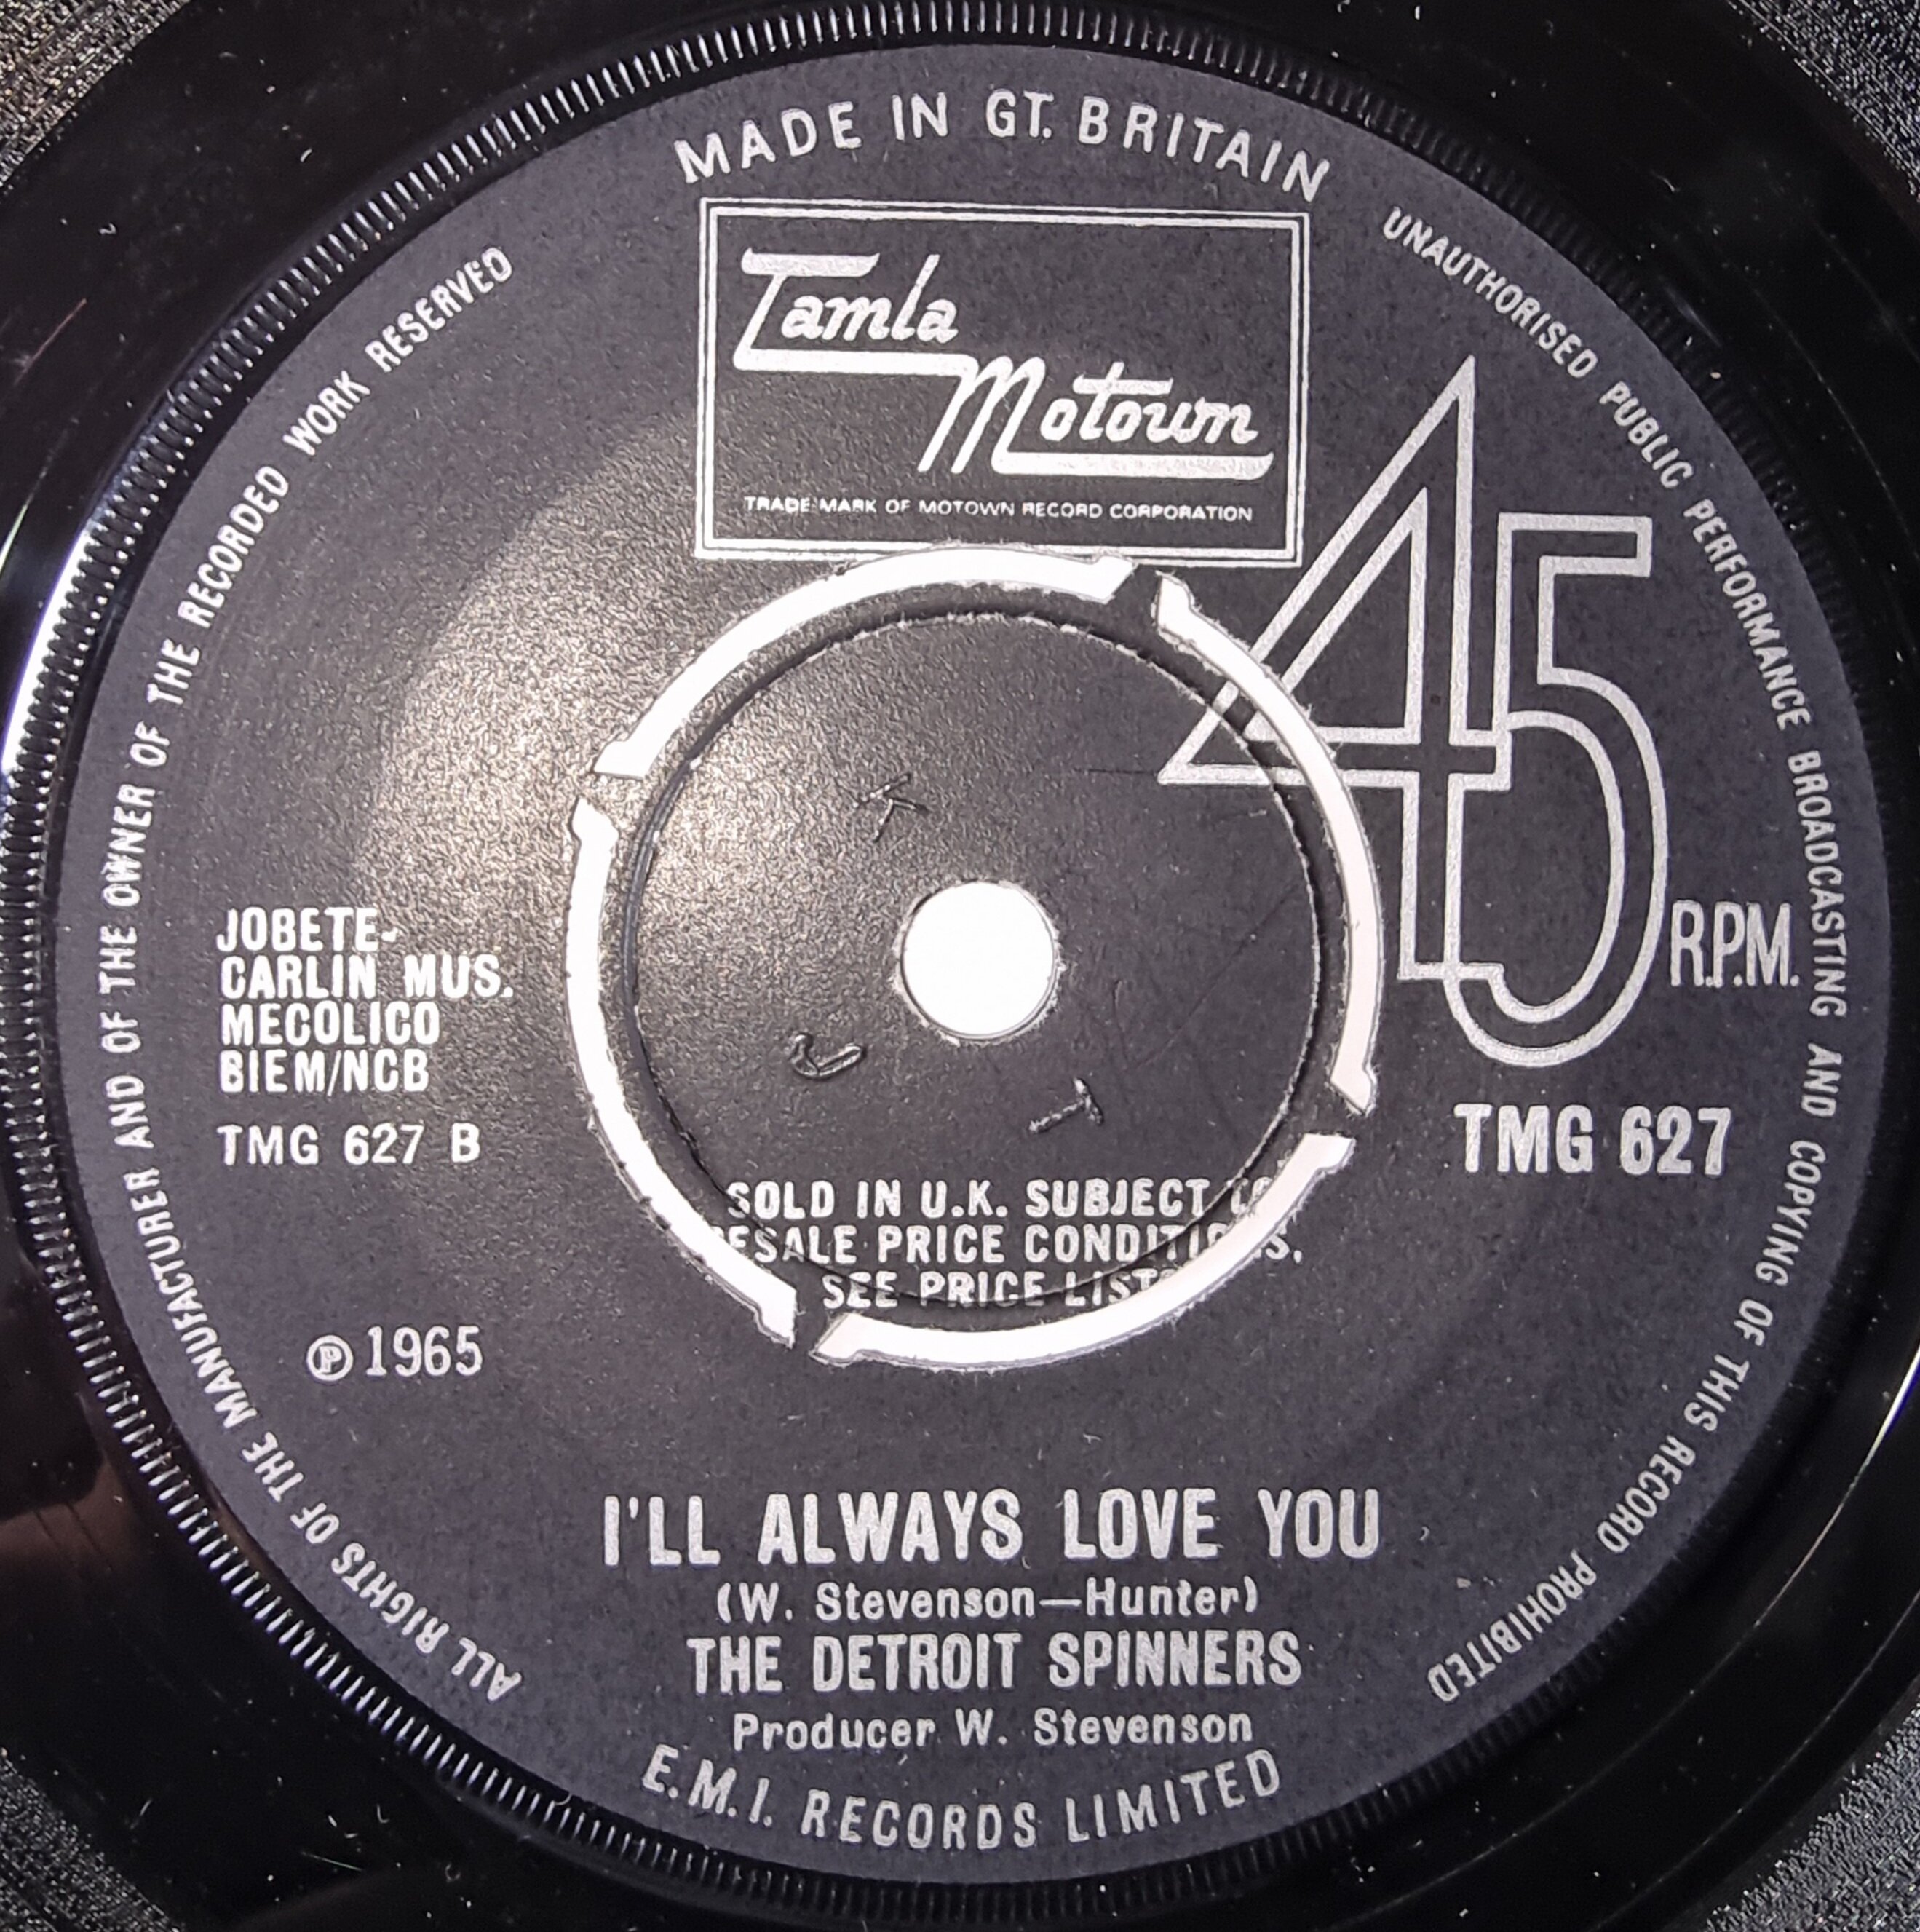 MADE IN GT. BRITAIN
Tamla
Motown
TRADE MARK OF MOTOWN RECORD CORPORATION
UNAUTHORISED PUBLIC PERFORMANCE BROADCASTING AND COPYING OF THIS RECORD PROHIBITED
ALL RIGHTS OF THE MANUFACTURER AND OF THE OWNER OF THE RECORDED WORK RESERVED
45
R.P.M.
K
J
T
JOBETE-
CARLIN MUS.
MECOLICO
BIEM/NCB
TMG 627 B
TMG 627
SOLD IN U.K. SUBJECT TO
RESALE PRICE CONDITIONS,
SEE PRICE LISTS
℗ 1965
I'LL ALWAYS LOVE YOU
(W. Stevenson—Hunter)
THE DETROIT SPINNERS
Producer W. Stevenson
E.M.I. RECORDS LIMITED